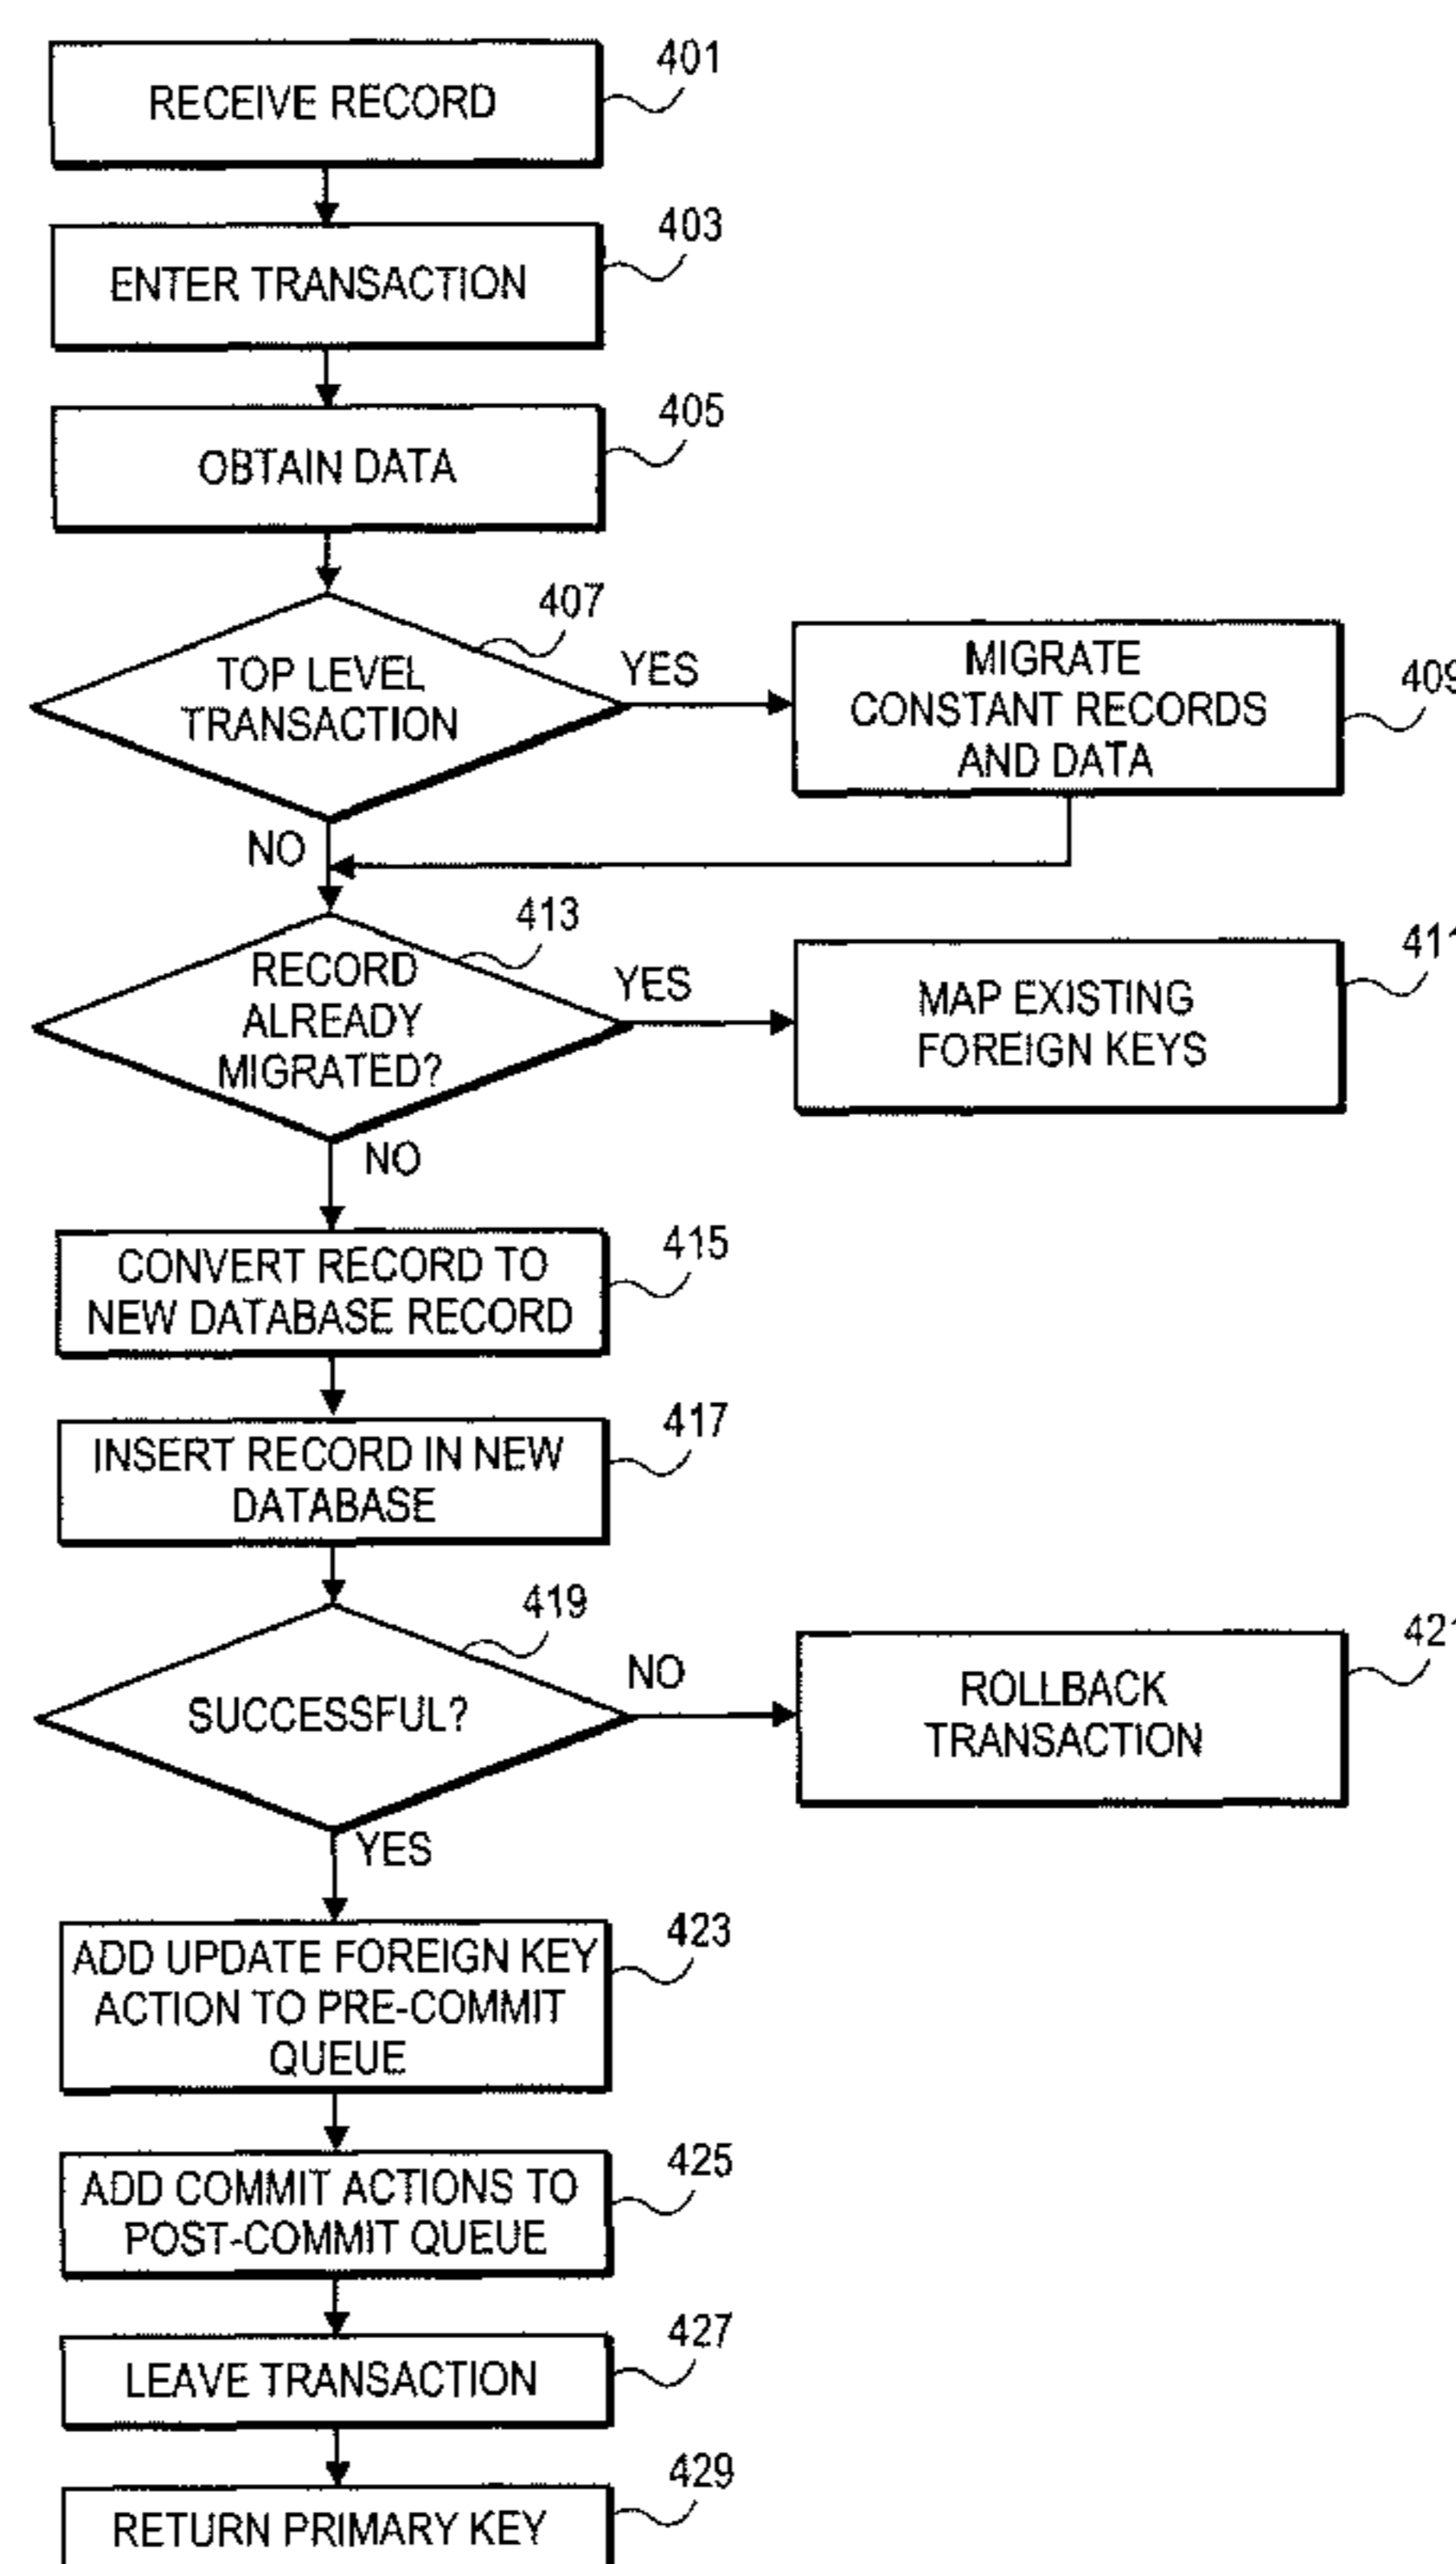 RECEIVE RECORD
401
ENTER TRANSACTION
403
OBTAIN DATA
405
407
TOP LEVEL
TRANSACTION
YES
MIGRATE
CONSTANT RECORDS
AND DATA
409
NO
413
RECORD
ALREADY
MIGRATED?
YES
MAP EXISTING
FOREIGN KEYS
411
NO
CONVERT RECORD TO
NEW DATABASE RECORD
415
INSERT RECORD IN NEW
DATABASE
417
419
SUCCESSFUL?
NO
ROLLBACK
TRANSACTION
421
YES
ADD UPDATE FOREIGN KEY
ACTION TO PRE-COMMIT
QUEUE
423
ADD COMMIT ACTIONS TO
POST-COMMIT QUEUE
425
LEAVE TRANSACTION
427
RETURN PRIMARY KEY
429